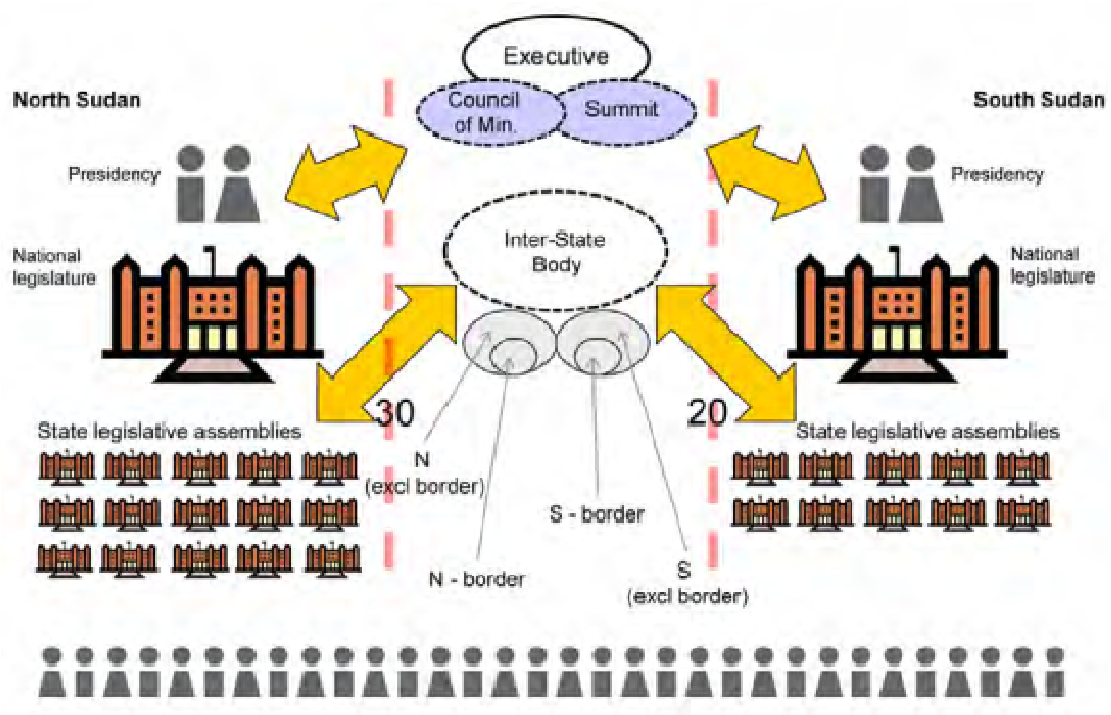 Executive
Council
of Min.
Summit
North Sudan
South Sudan
Presidency
Presidency
Inter-State
Body
National
legislature
National
legislature
30
20
State legislative assemblies
State legislative assemblies
N
(excl border)
S - border
N - border
S
(excl border)